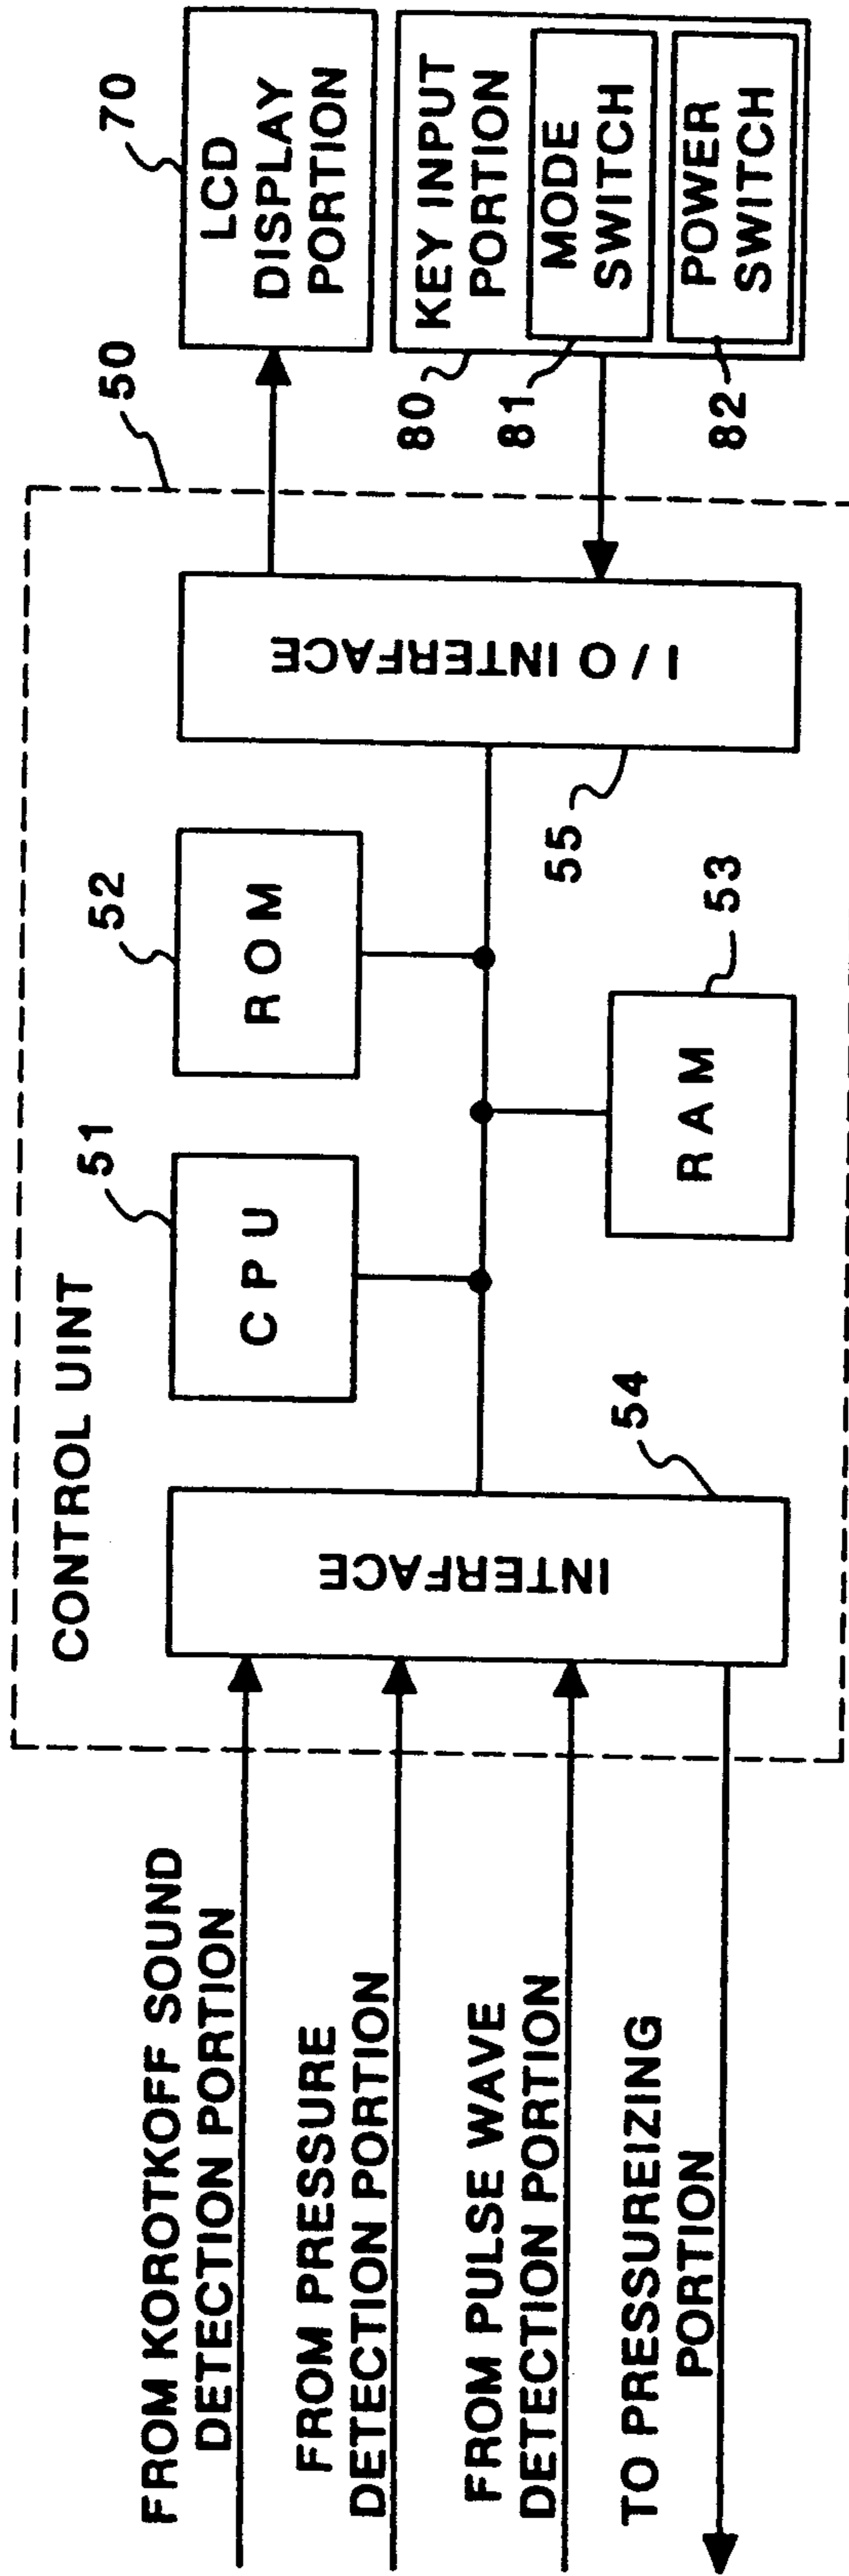 CONTROL UINT
50
FROM KOROTKOFF SOUND
DETECTION PORTION
FROM PRESSURE
DETECTION PORTION
FROM PULSE WAVE
DETECTION PORTION
TO PRESSUREIZING
PORTION
INTERFACE
54
CPU
51
ROM
52
RAM
53
I/O INTERFACE
55
70
LCD
DISPLAY
PORTION
80
KEY INPUT
PORTION
81
MODE
SWITCH
82
POWER
SWITCH